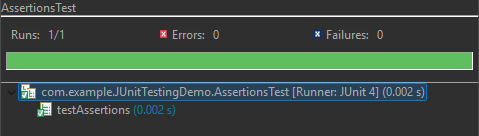 AssertionsTest
Runs: 1/1 Errors: 0 Failures: 0
com.example.JUnitTestingDemo.AssertionsTest [Runner: JUnit 4] (0.002 s)
testAssertions (0.002 s)